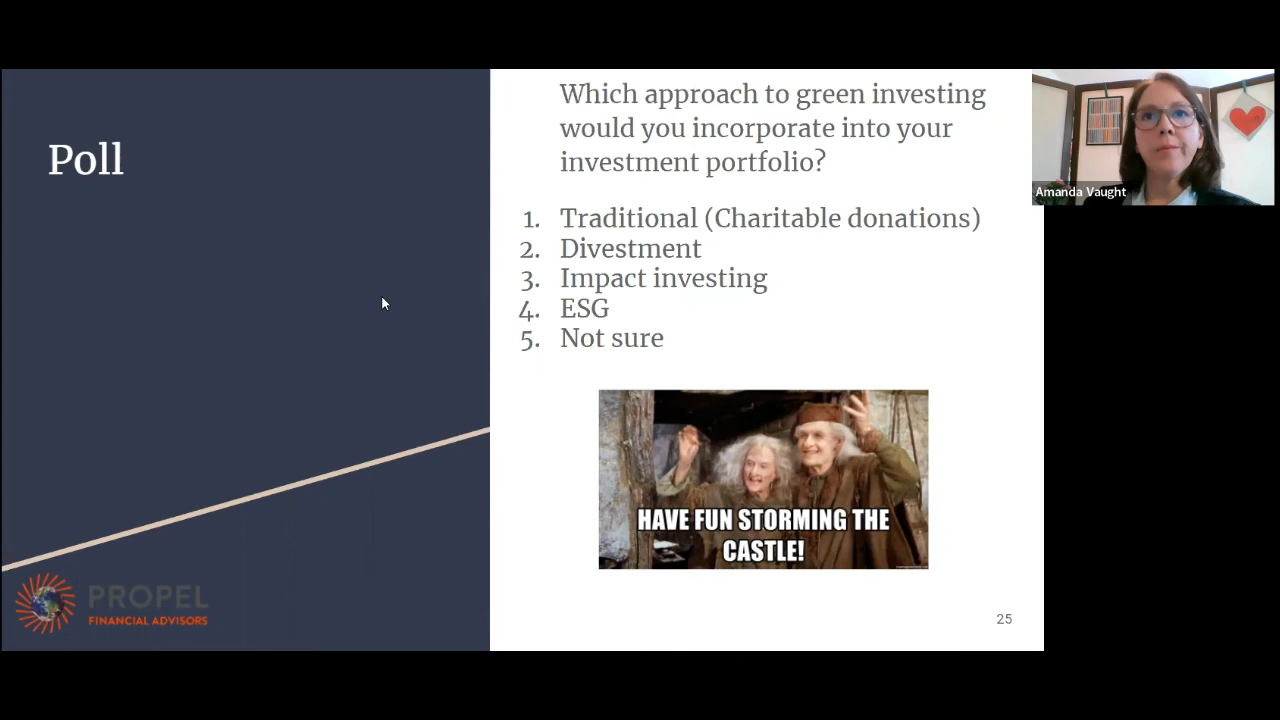 Poll
Which approach to green investing
would you incorporate into your
investment portfolio?
1. Traditional (Charitable donations)
2. Divestment
3. Impact investing
4. ESG
5. Not sure
HAVE FUN STORMING THE
CASTLE!
PROPEL
FINANCIAL ADVISORS
25
Amanda Vaught